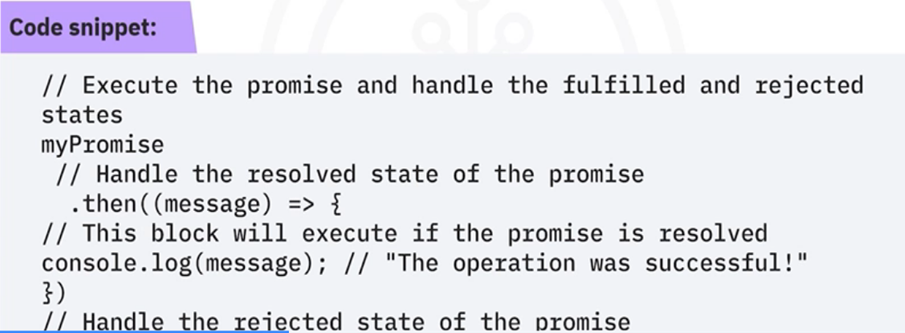 Code snippet:
// Execute the promise and handle the fulfilled and rejected
states
myPromise
// Handle the resolved state of the promise
.then((message) => {
// This block will execute if the promise is resolved
console.log(message); // "The operation was successful!"
})
// Handle the rejected state of the promise